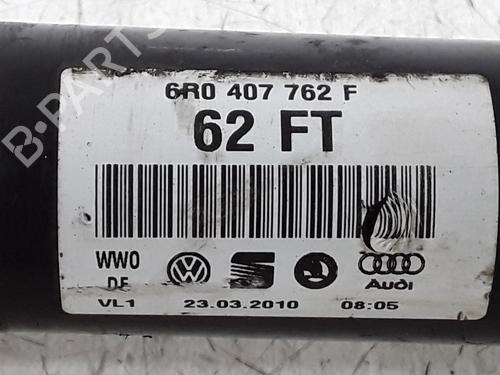 B-PARTS
6R0 407 762 F
62 FT
WWO
DE
Audi
VL1 23.03.2010 08:05